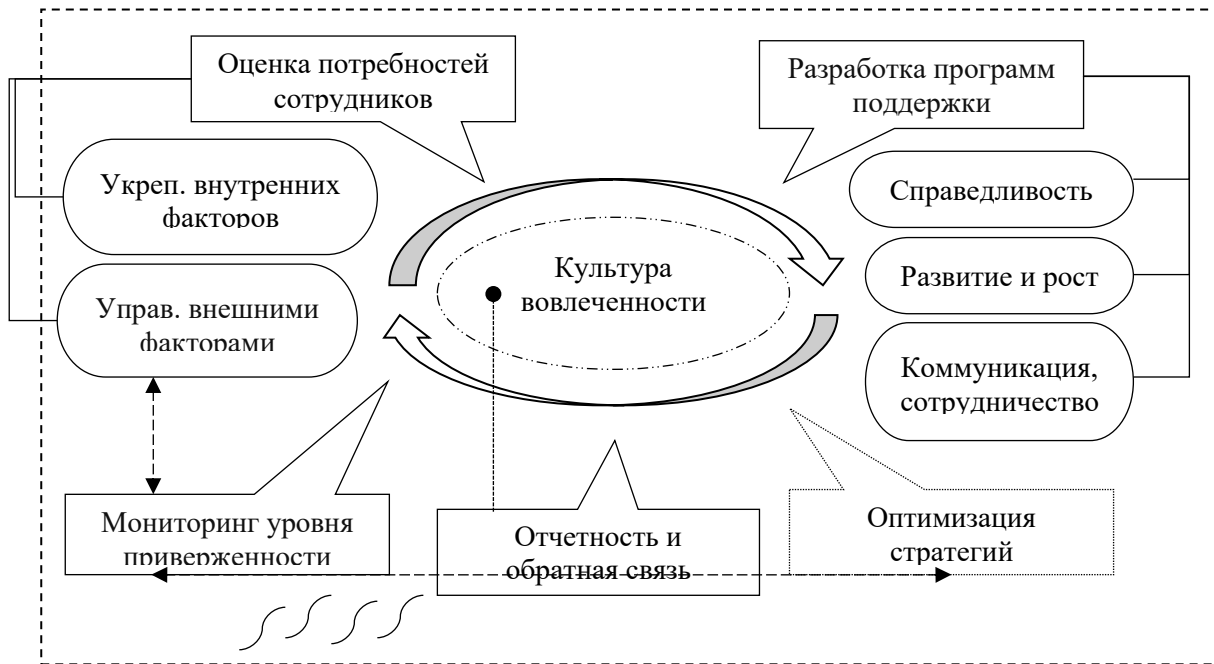 Оценка потребностей
сотрудников
Разработка программ
поддержки
Укреп. внутренних
факторов
Справедливость
Культура
вовлеченности
Развитие и рост
Управ. внешними
факторами
Коммуникация,
сотрудничество
Мониторинг уровня
приверженности
Отчетность и
обратная связь
Оптимизация
стратегий